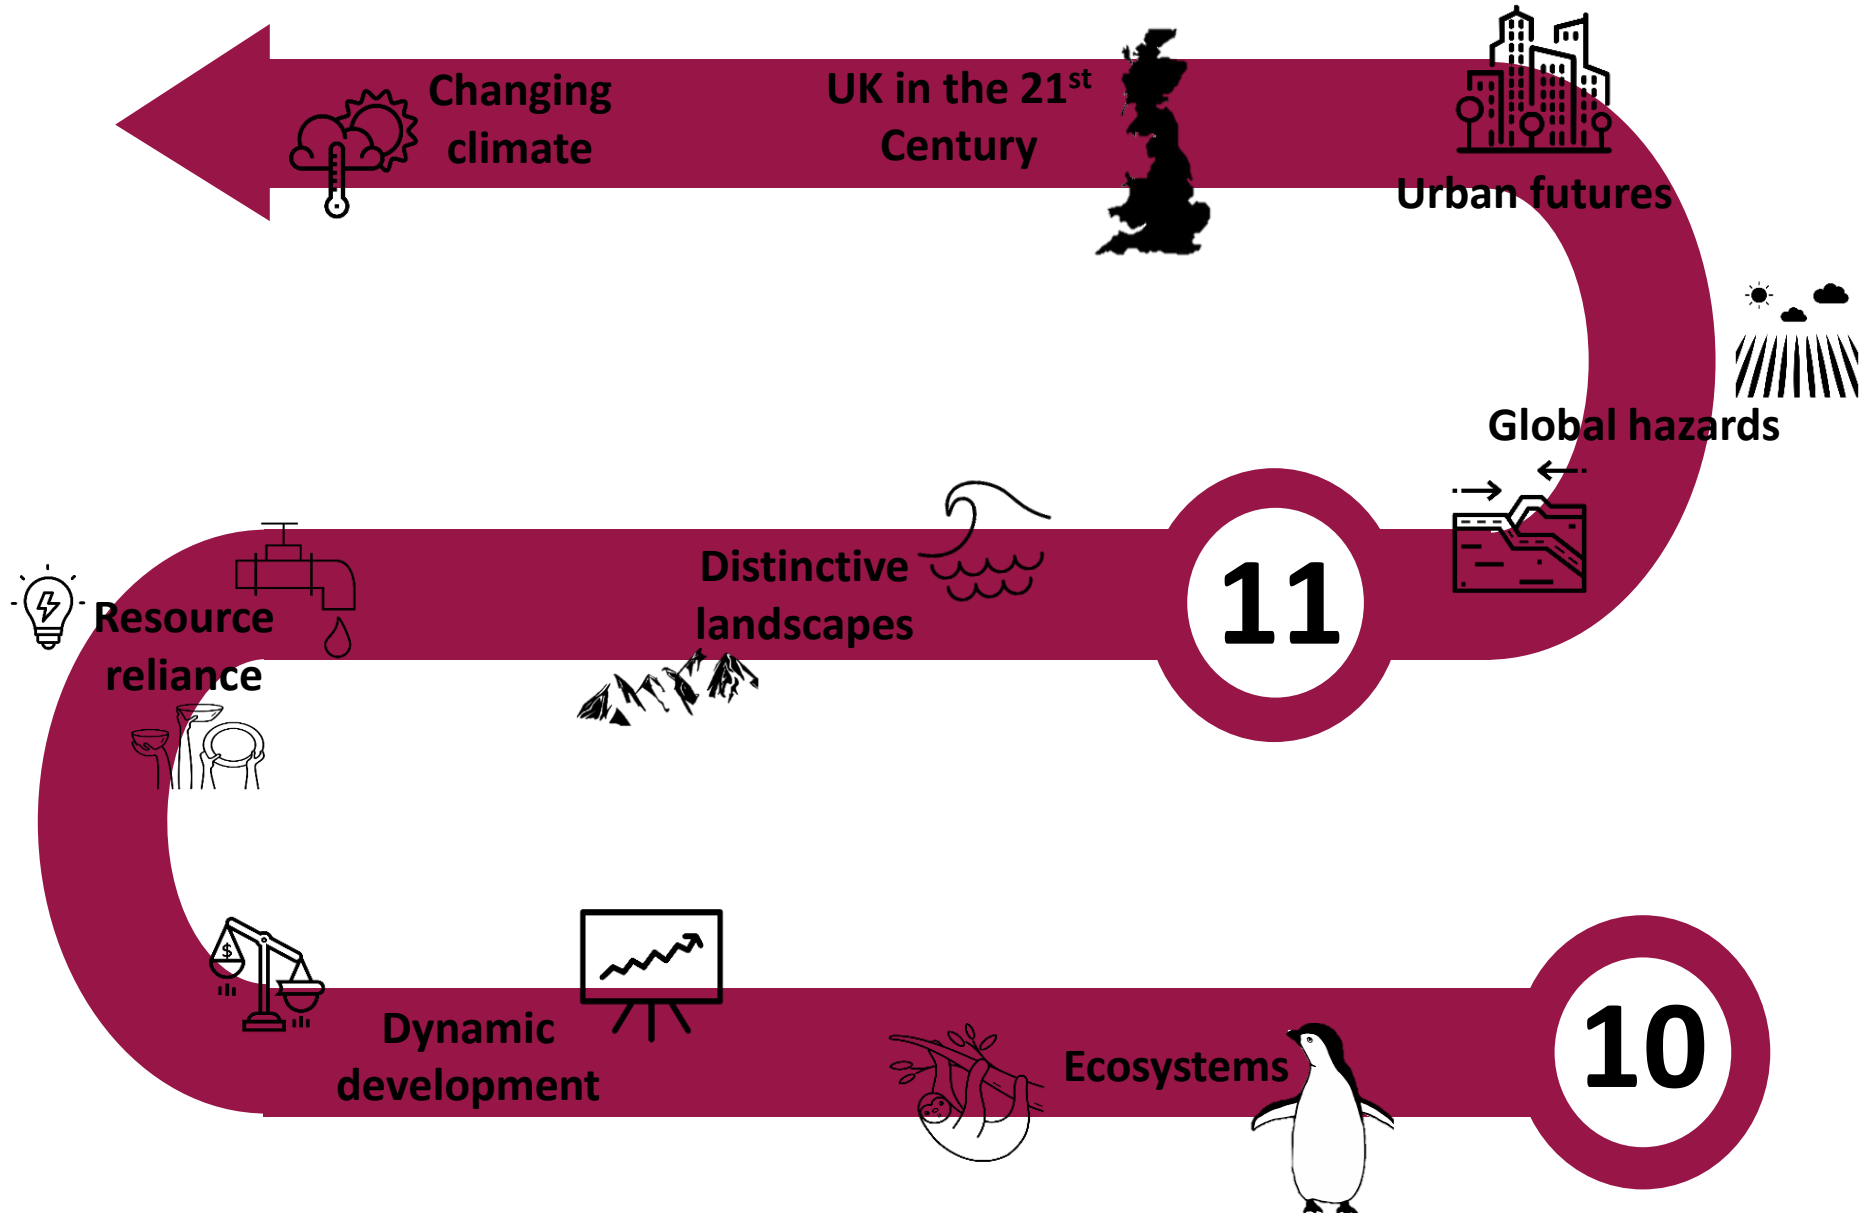 Changing
climate
UK in the 21st
Century
Urban futures
Global hazards
11
Distinctive
landscapes
Resource
reliance
$
Dynamic
development
Ecosystems
10